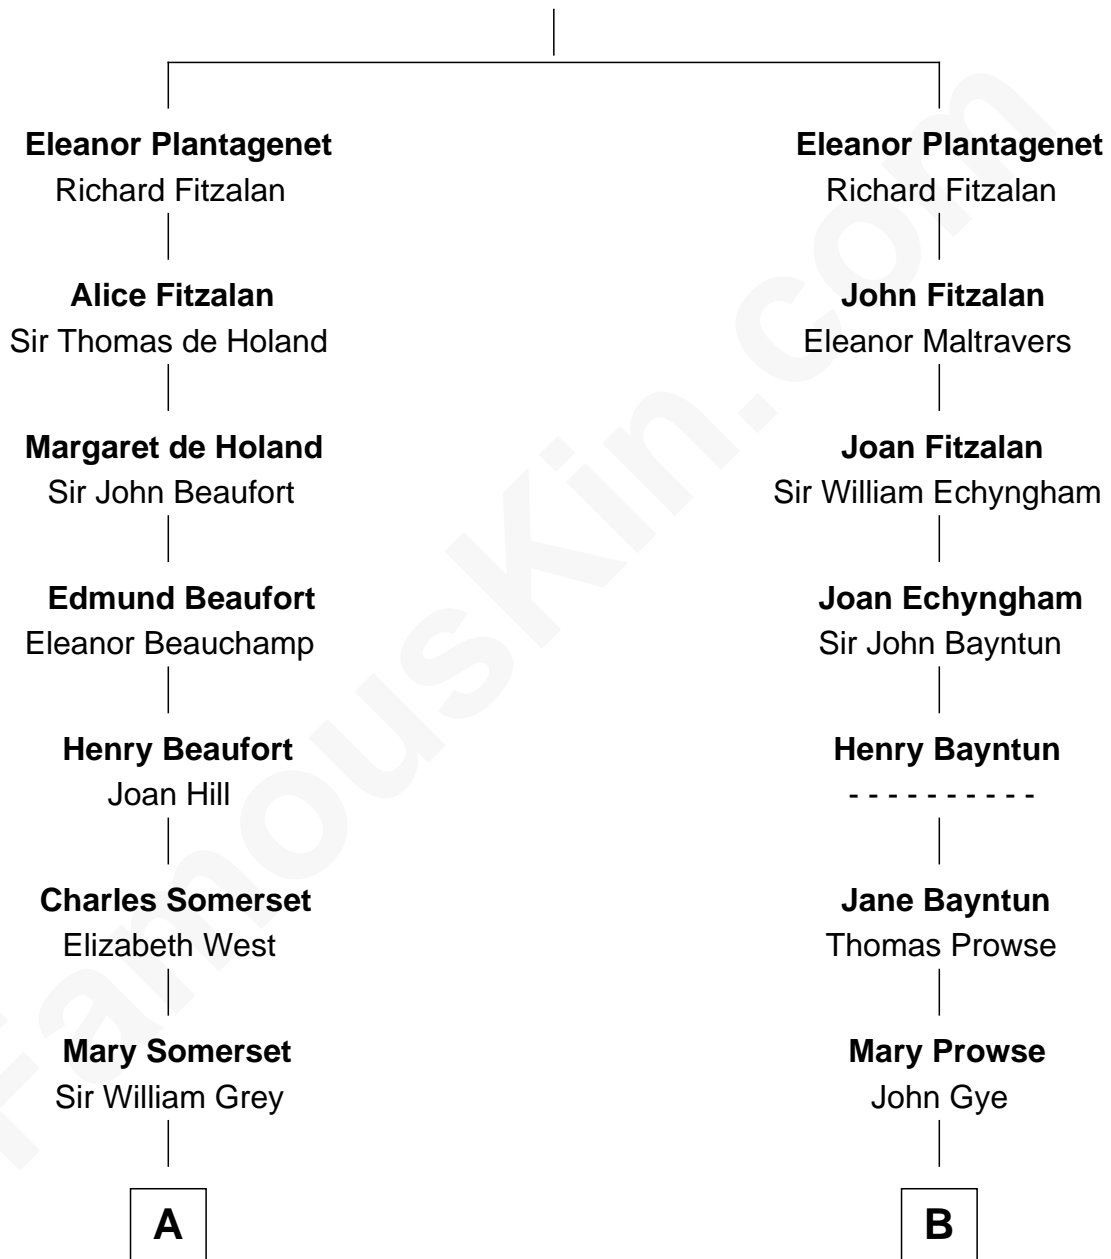 Eleanor Plantagenet
Richard Fitzalan
Alice Fitzalan
Sir Thomas de Holand
Margaret de Holand
Sir John Beaufort
Edmund Beaufort
Eleanor Beauchamp
Henry Beaufort
Joan Hill
Charles Somerset
Elizabeth West
Mary Somerset
Sir William Grey
A
Eleanor Plantagenet
Richard Fitzalan
John Fitzalan
Eleanor Maltravers
Joan Fitzalan
Sir William Echyngham
Joan Echyngham
Sir John Bayntun
Henry Bayntun
- - - - - - - - - -
Jane Bayntun
Thomas Prowse
Mary Prowse
John Gye
B
FamousKin.com